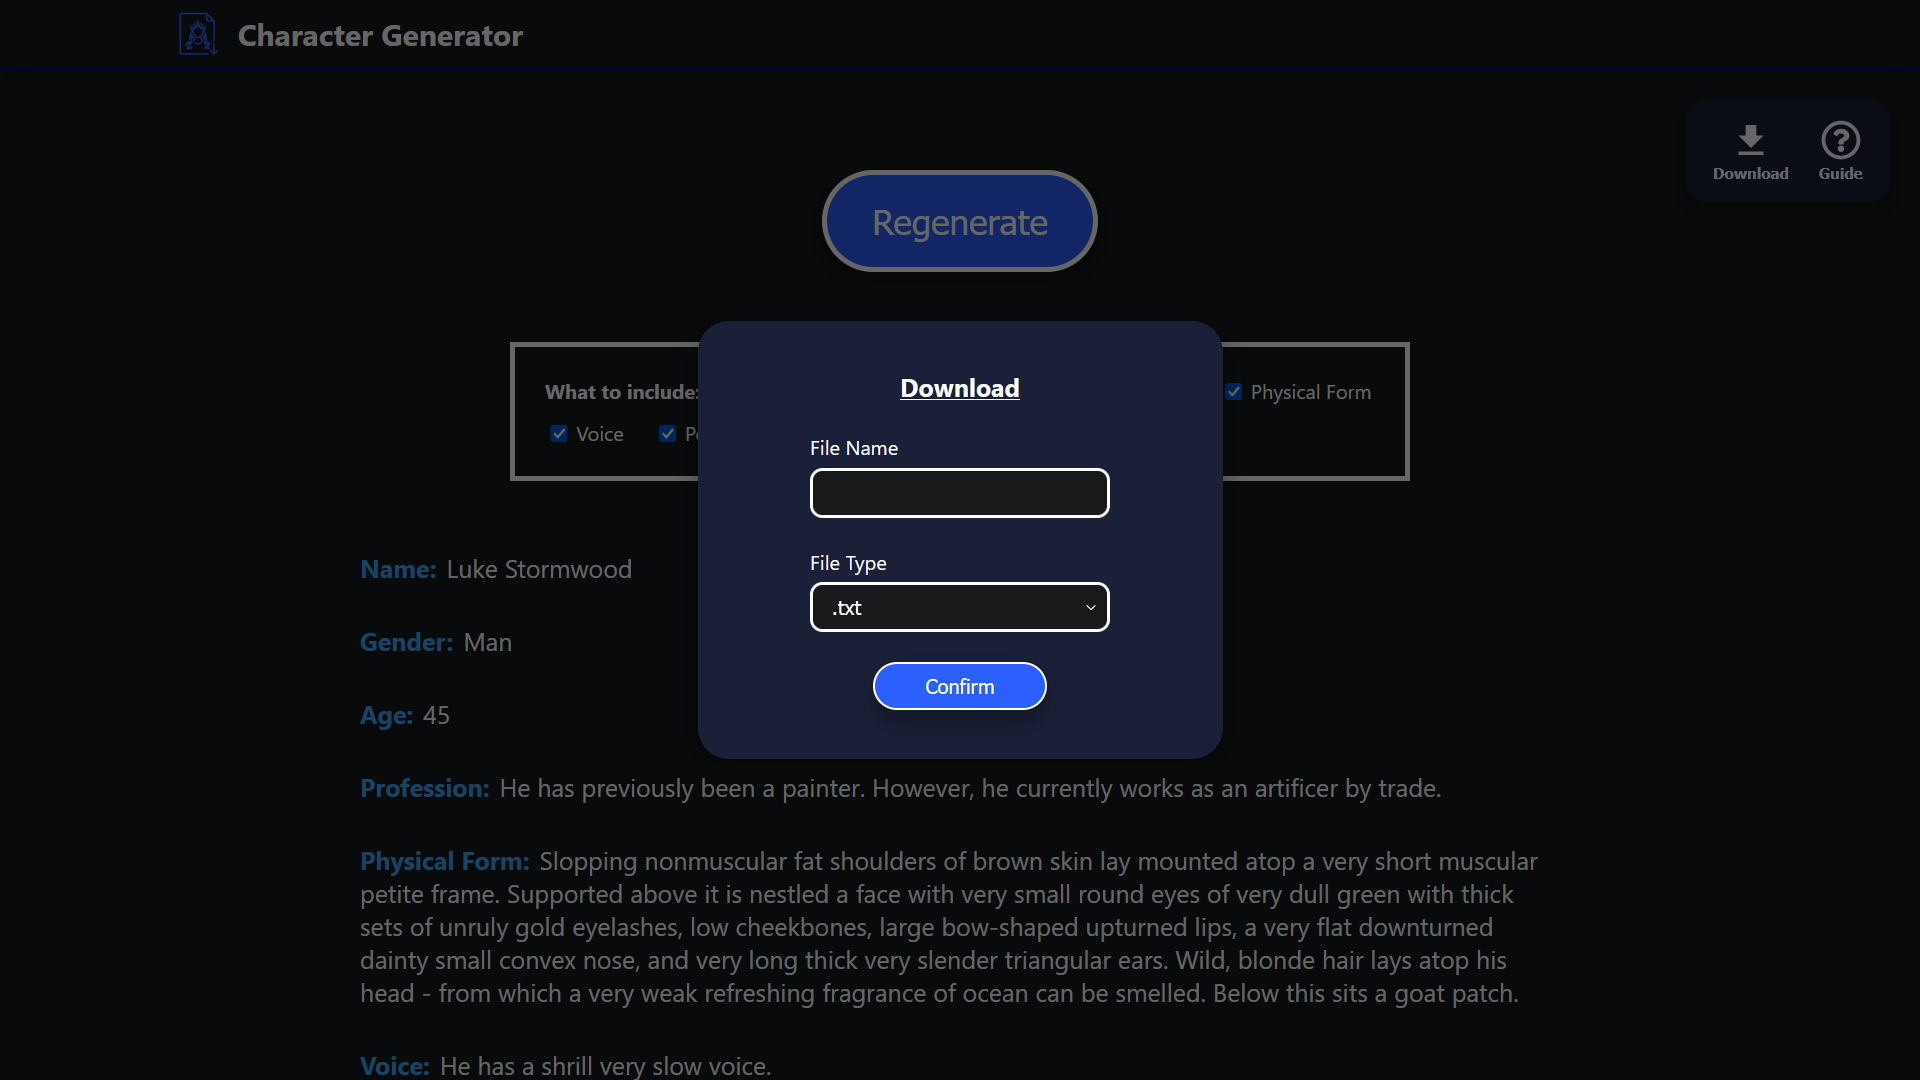 Character Generator
Download
Guide
Regenerate
What to include:
Physical Form
Voice
Download
File Name
File Type
.txt
Confirm
Name: Luke Stormwood
Gender: Man
Age: 45
Profession: He has previously been a painter. However, he currently works as an artificer by trade.
Physical Form: Slopping nonmuscular fat shoulders of brown skin lay mounted atop a very short muscular
petite frame. Supported above it is nestled a face with very small round eyes of very dull green with thick
sets of unruly gold eyelashes, low cheekbones, large bow-shaped upturned lips, a very flat downturned
dainty small convex nose, and very long thick very slender triangular ears. Wild, blonde hair lays atop his
head - from which a very weak refreshing fragrance of ocean can be smelled. Below this sits a goat patch.
Voice: He has a shrill very slow voice.